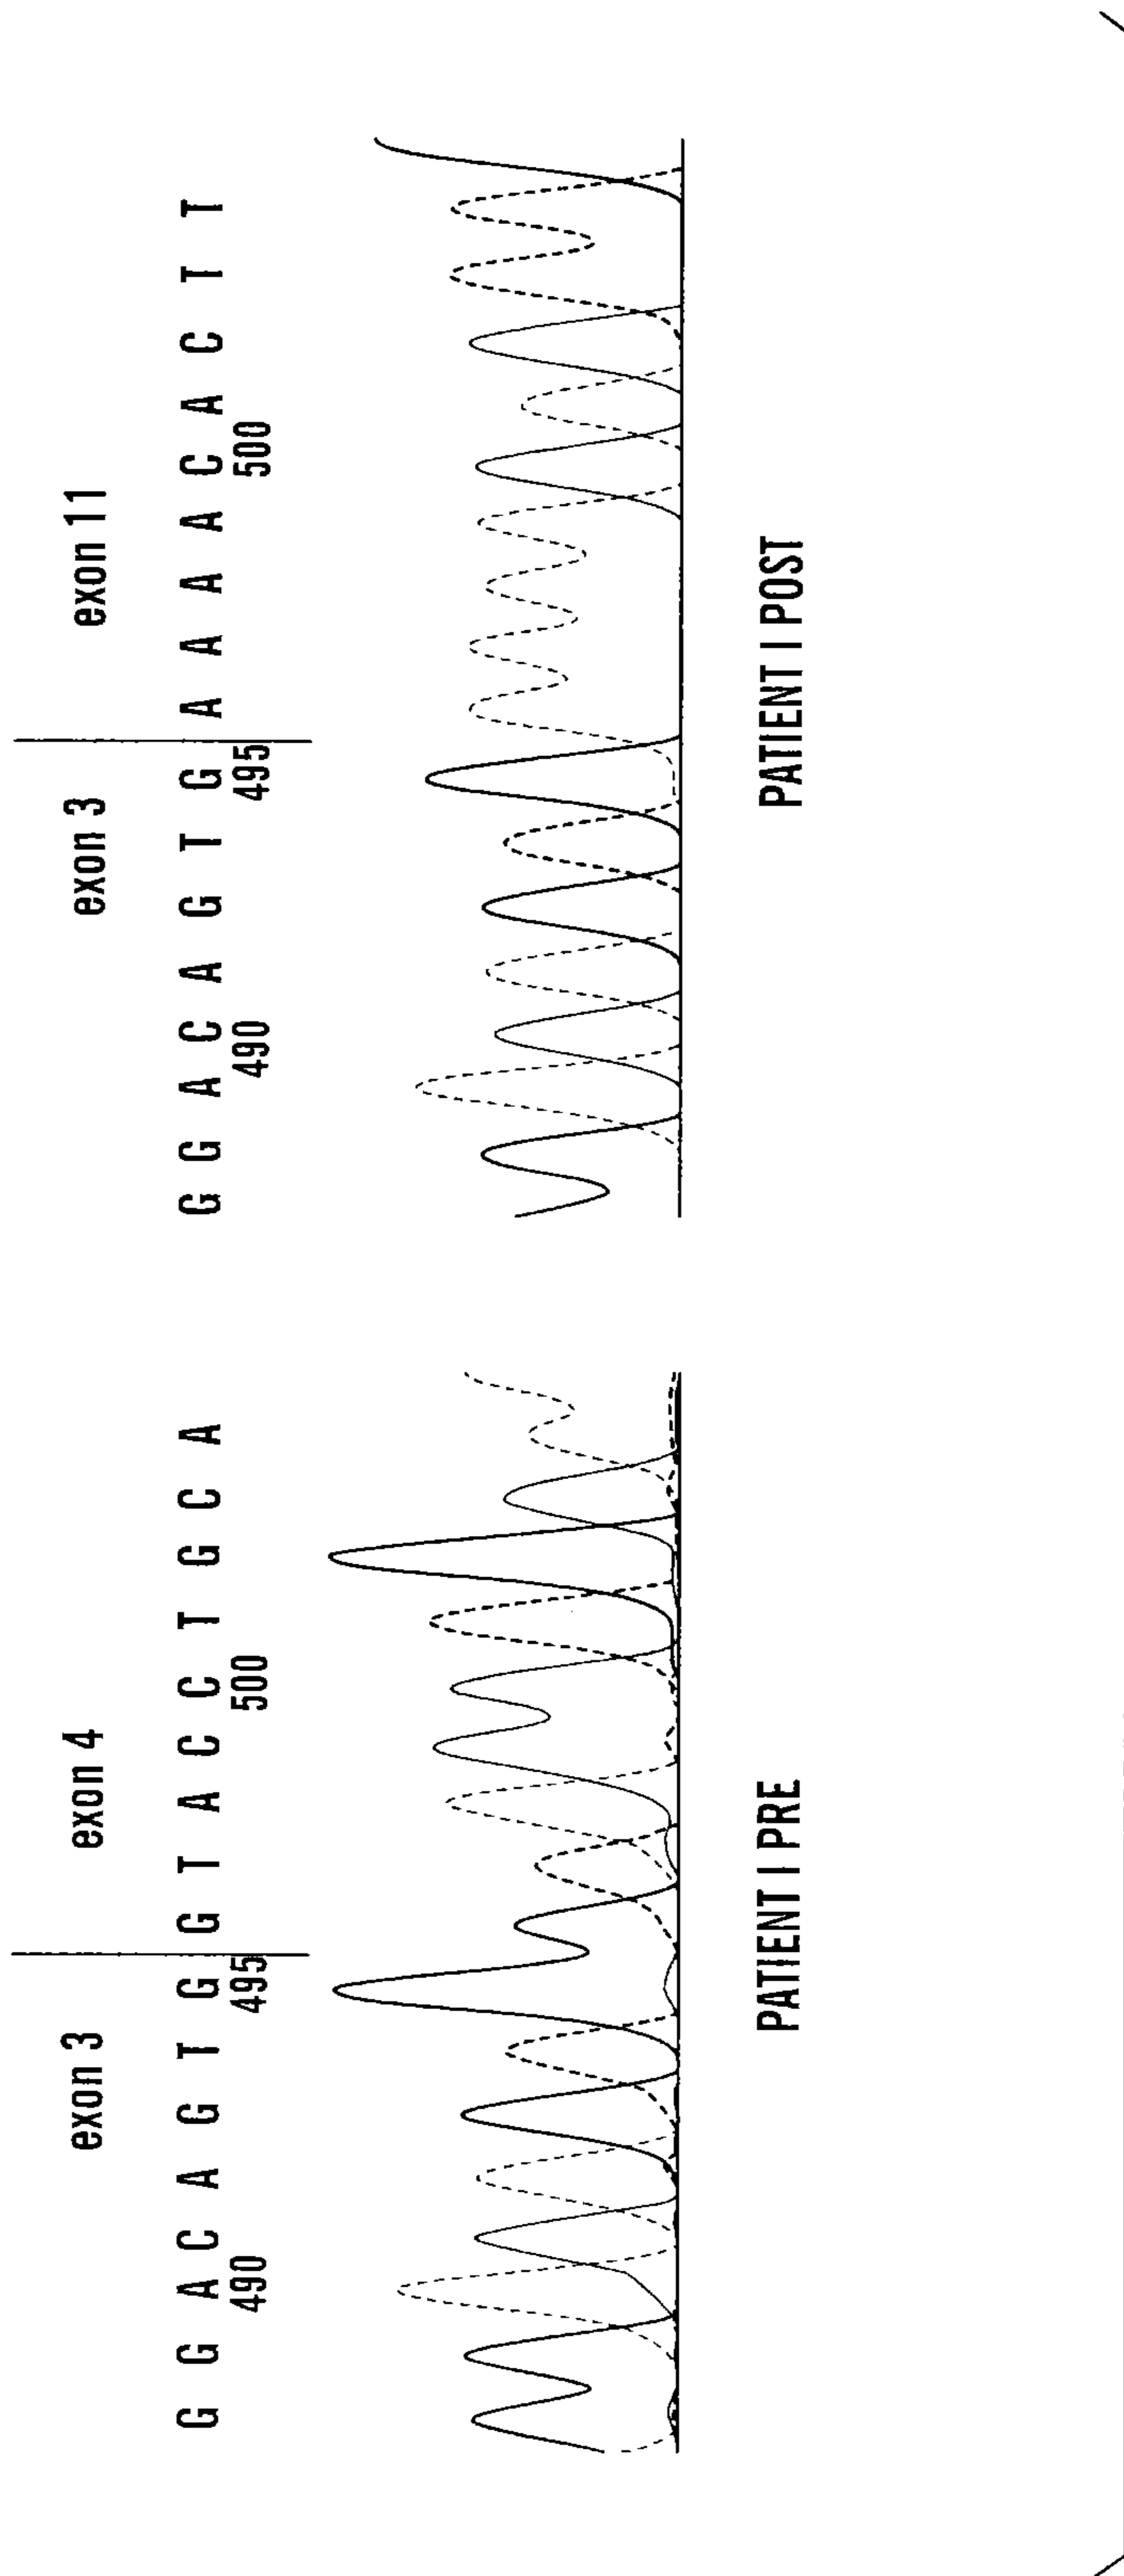 exon 3 exon 4
G G A C A G T G G T A C C T G C A
490 495 500
PATIENT I PRE
exon 3 exon 11
G G A C A G T G A A A A C A C T T
490 495 500
PATIENT I POST